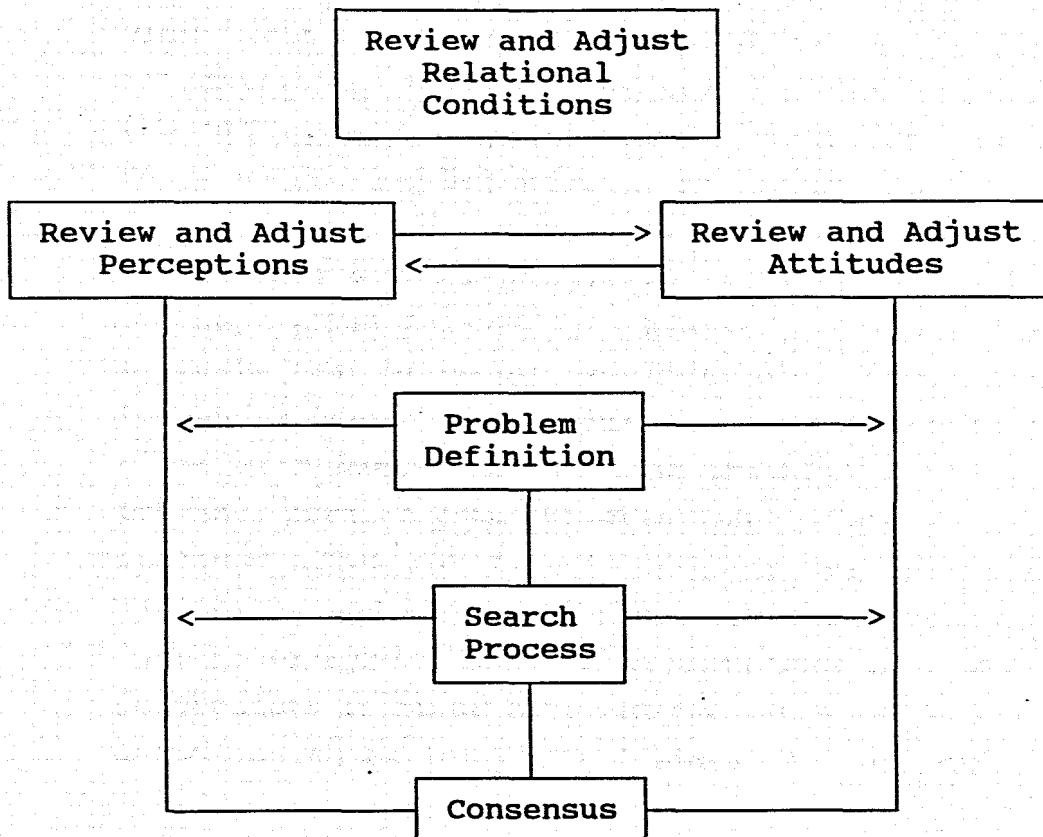 Review and Adjust
Relational
Conditions
Review and Adjust
Perceptions
Review and Adjust
Attitudes
Problem
Definition
Search
Process
Consensus